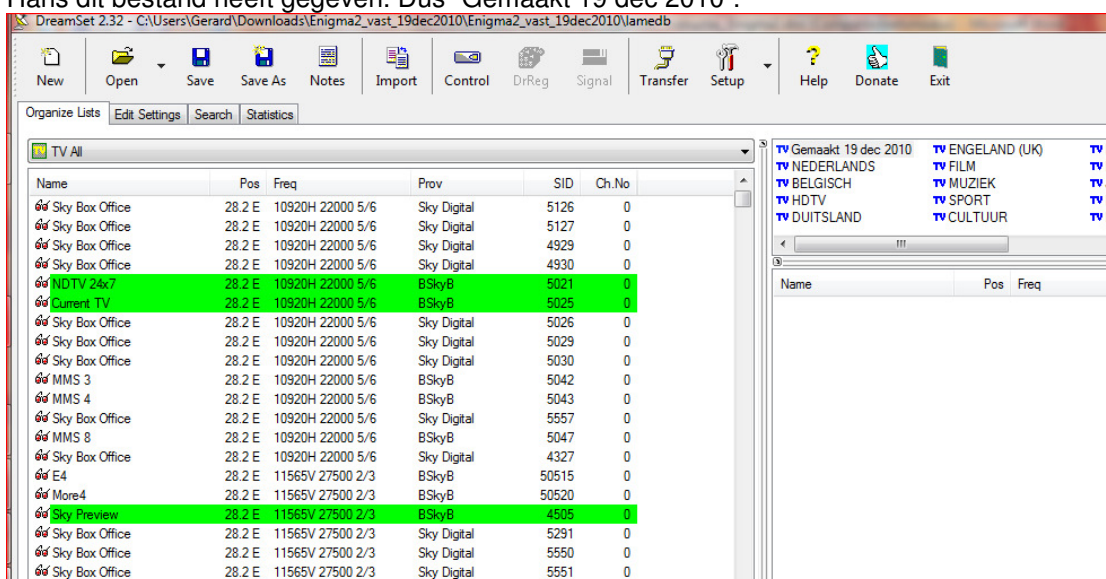 Hans dit bestand heeft gegeven. Dus "Gemaakt 19 dec 2010".
DreamSet 2.32 - C:\Users\Gerard\Downloads\Enigma2_vast_19dec2010\Enigma2_vast_19dec2010\lamedb
New Open Save Save As Notes Import Control DrReg Signal Transfer Setup Help Donate Exit
Organize Lists Edit Settings Search Statistics
TV All
Name Pos Freq Prov SID Ch.No
Sky Box Office 28.2 E 10920H 22000 5/6 Sky Digital 5126 0
Sky Box Office 28.2 E 10920H 22000 5/6 Sky Digital 5127 0
Sky Box Office 28.2 E 10920H 22000 5/6 Sky Digital 4929 0
Sky Box Office 28.2 E 10920H 22000 5/6 Sky Digital 4930 0
NDTV 24x7 28.2 E 10920H 22000 5/6 BSkyB 5021 0
Current TV 28.2 E 10920H 22000 5/6 BSkyB 5025 0
Sky Box Office 28.2 E 10920H 22000 5/6 Sky Digital 5026 0
Sky Box Office 28.2 E 10920H 22000 5/6 Sky Digital 5029 0
Sky Box Office 28.2 E 10920H 22000 5/6 Sky Digital 5030 0
MMS 3 28.2 E 10920H 22000 5/6 BSkyB 5042 0
MMS 4 28.2 E 10920H 22000 5/6 BSkyB 5043 0
Sky Box Office 28.2 E 10920H 22000 5/6 Sky Digital 5557 0
MMS 8 28.2 E 10920H 22000 5/6 BSkyB 5047 0
Sky Box Office 28.2 E 10920H 22000 5/6 Sky Digital 4327 0
E4 28.2 E 11565V 27500 2/3 BSkyB 50515 0
More4 28.2 E 11565V 27500 2/3 BSkyB 50520 0
Sky Preview 28.2 E 11565V 27500 2/3 BSkyB 4505 0
Sky Box Office 28.2 E 11565V 27500 2/3 Sky Digital 5291 0
Sky Box Office 28.2 E 11565V 27500 2/3 Sky Digital 5550 0
Sky Box Office 28.2 E 11565V 27500 2/3 Sky Digital 5551 0
TV Gemaakt 19 dec 2010 TV ENGELAND (UK) TV
TV NEDERLANDS TV FILM TV
TV BELGISCH TV MUZIEK TV
TV HDTV TV SPORT TV
TV DUITSLAND TV CULTUUR TV
Name Pos Freq